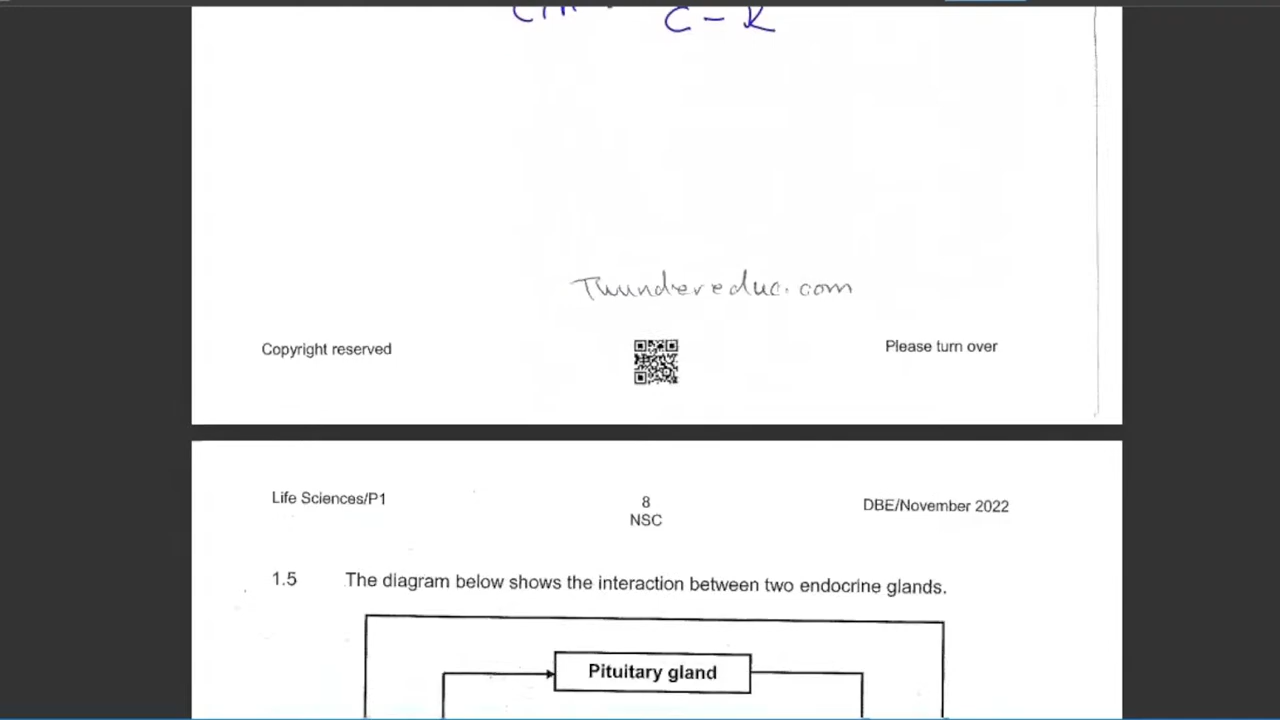 C - R
Twundereduc.com
Copyright reserved
Please turn over
Life Sciences/P1
8
NSC
DBE/November 2022
1.5 The diagram below shows the interaction between two endocrine glands.
Pituitary gland